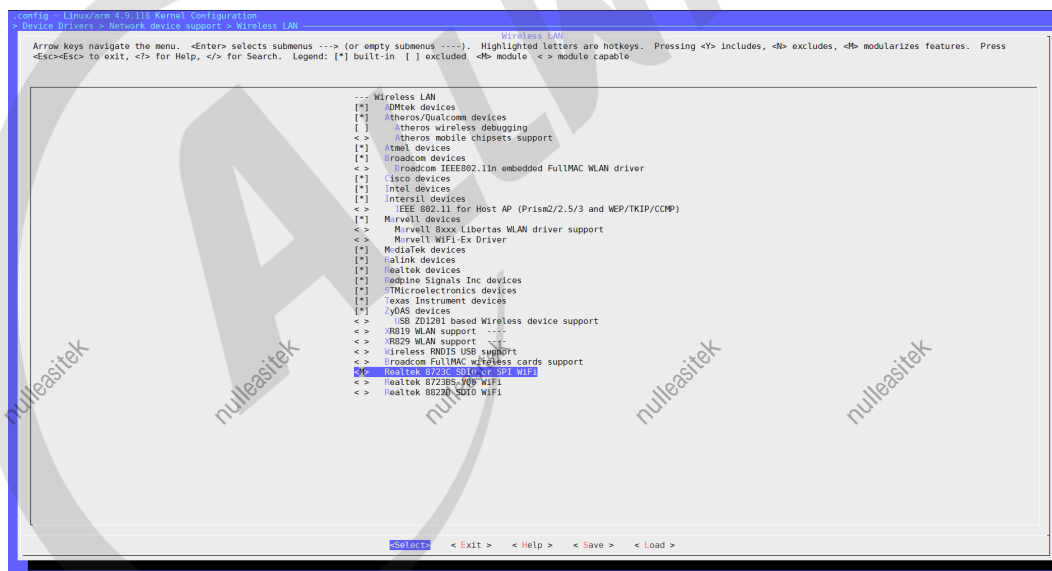 .config - Linux/arm 4.9.118 Kernel Configuration
> Device Drivers > Network device support > Wireless LAN
Wireless LAN
Arrow keys navigate the menu. <Enter> selects submenus ---> (or empty submenus ----). Highlighted letters are hotkeys. Pressing <Y> includes, <N> excludes, <M> modularizes features. Press
<Esc><Esc> to exit, <?> for Help, </> for Search. Legend: [*] built-in [ ] excluded <M> module < > module capable
--- Wireless LAN
[*] ADMtek devices
[*] Atheros/Qualcomm devices
[ ] Atheros wireless debugging
< > Atheros mobile chipsets support
[*] Atmel devices
[*] Broadcom devices
< > Broadcom IEEE802.11n embedded FullMAC WLAN driver
[*] Cisco devices
[*] Intel devices
[*] Intersil devices
< > IEEE 802.11 for Host AP (Prism2/2.5/3 and WEP/TKIP/CCMP)
[*] Marvell devices
< > Marvell 8xxx Libertas WLAN driver support
< > Marvell WiFi-Ex Driver
[*] MediaTek devices
[*] Ralink devices
[*] Realtek devices
[*] Redpine Signals Inc devices
[*] STMicroelectronics devices
[*] Texas Instrument devices
[*] ZyDAS devices
< > USB ZD1201 based Wireless device support
< > XR819 WLAN support ----
< > XR829 WLAN support ----
< > Wireless RNDIS USB support
< > Broadcom FullMAC wireless cards support
<M> Realtek 8723C SDIO or SPI WiFi
< > Realtek 8723BS-VQ0 WiFi
< > Realtek 8822B SDIO WiFi
nulleasitek
nulleasitek
nulleasitek
nulleasitek
nulleasitek
<Select> < Exit > < Help > < Save > < Load >